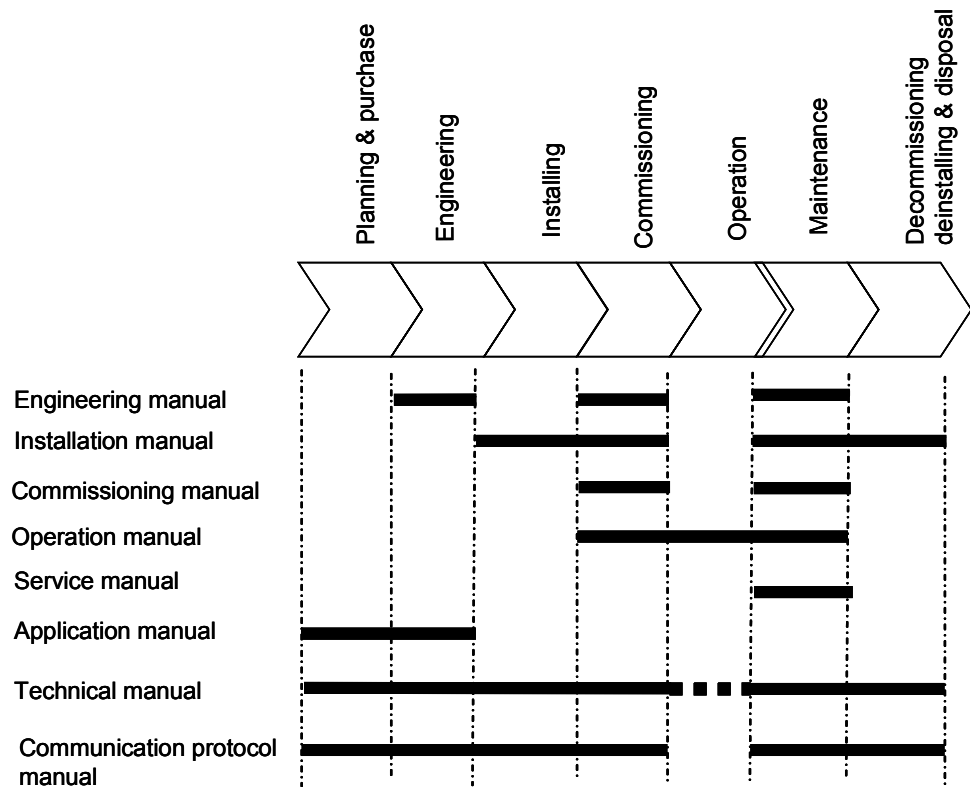 Planning & purchase
Engineering
Installing
Commissioning
Operation
Maintenance
Decommissioning
deinstalling & disposal
Engineering manual
Installation manual
Commissioning manual
Operation manual
Service manual
Application manual
Technical manual
Communication protocol
manual